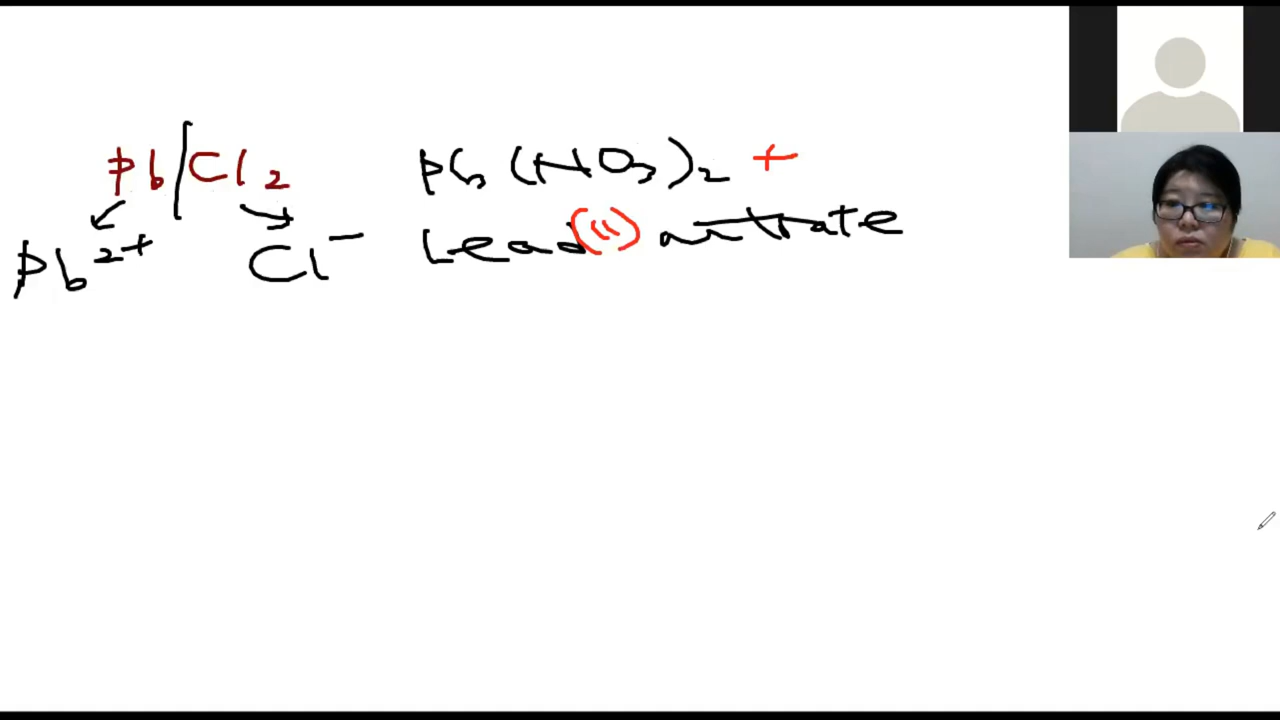 Pb/Cl₂ Pb(NO₃)₂ +
Pb²⁺ Cl⁻ Lead(II) nitrate